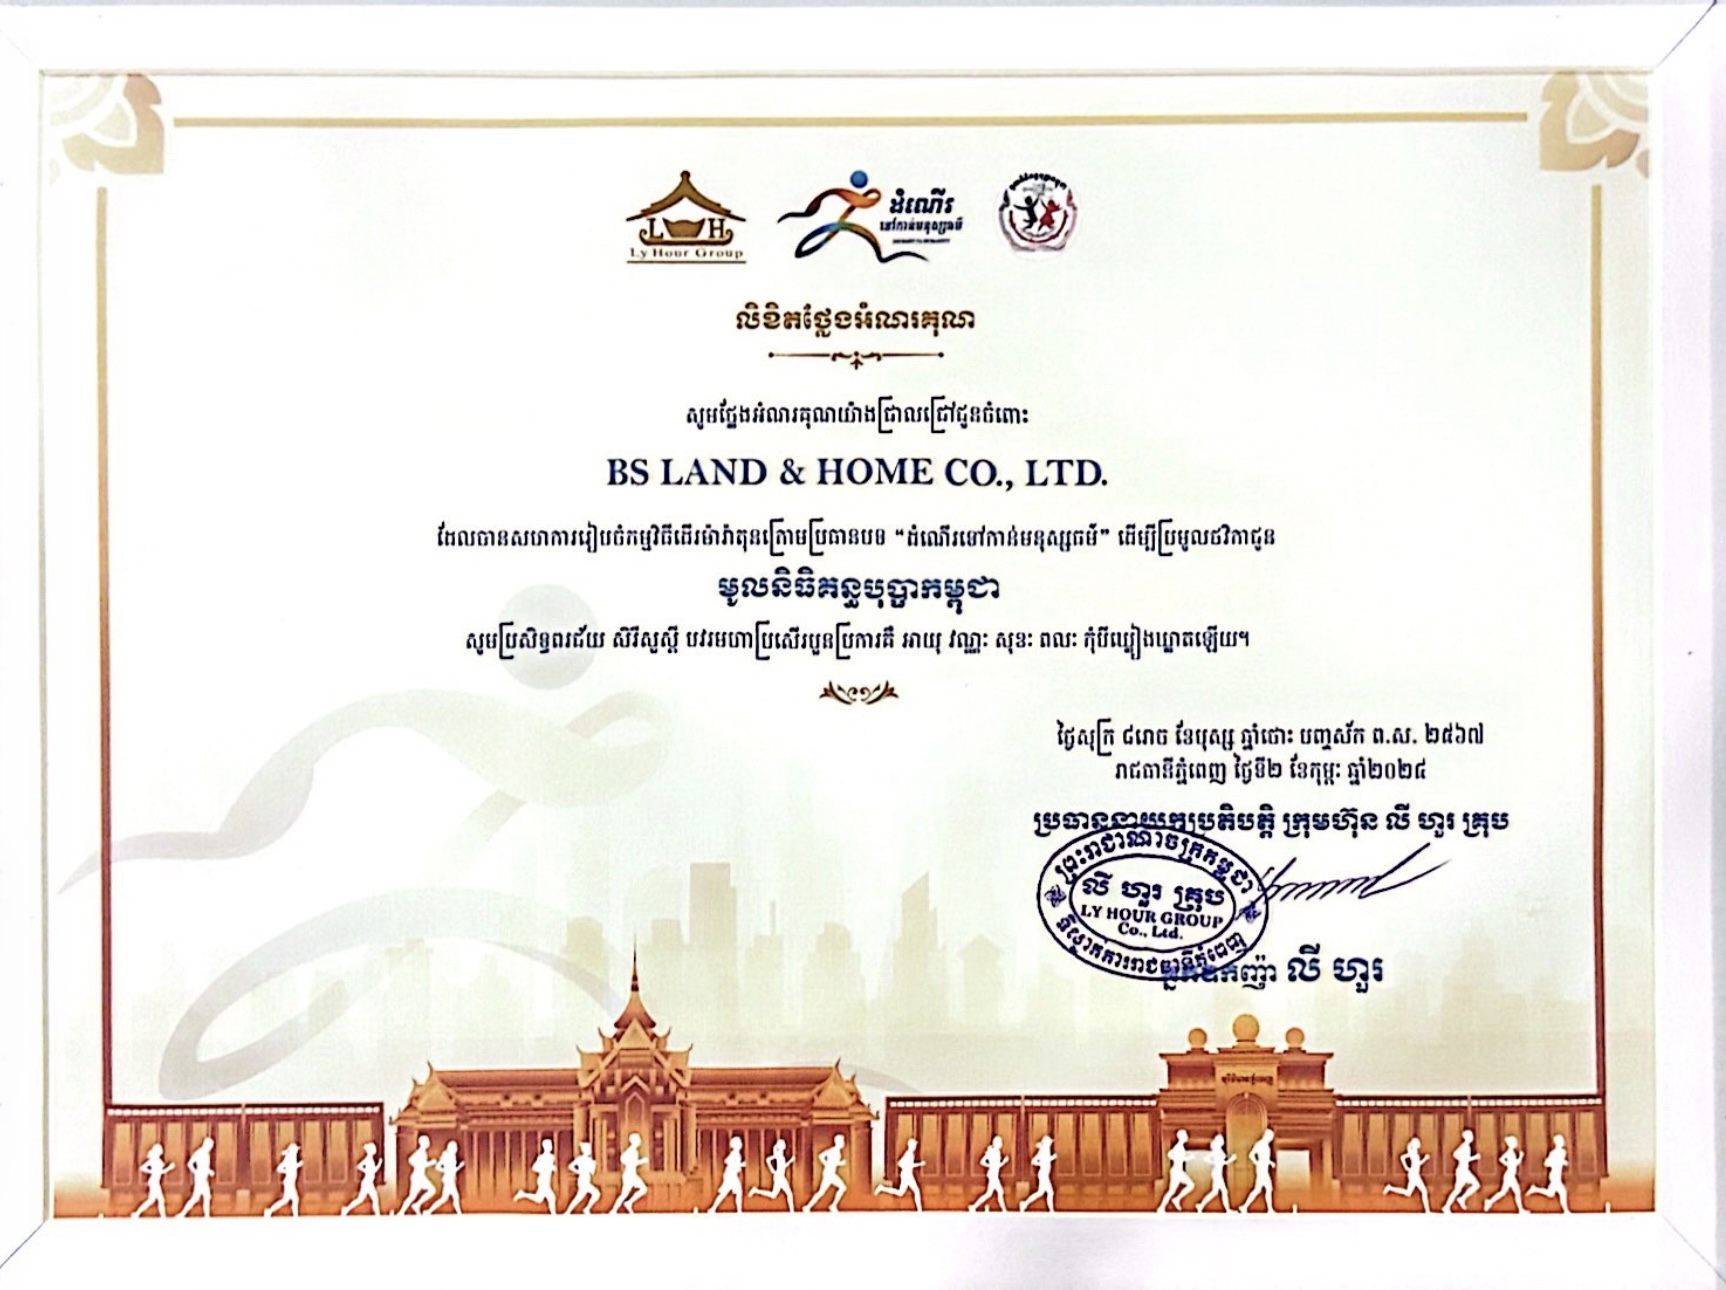 Ly Hour Group
ដំណើរ
ទៅកាន់មនុស្សធម៌
លិខិតថ្លែងអំណរគុណ
សូមថ្លែងអំណរគុណយ៉ាងជ្រាលជ្រៅជូនចំពោះ
BS LAND & HOME CO., LTD.
ដែលបានសហការរៀបចំកម្មវិធីរត់ម៉ារ៉ាតុនក្រោមប្រធានបទ “ដំណើរទៅកាន់មនុស្សធម៌” ដើម្បីប្រមូលថវិកាជូន
មូលនិធិគន្ធបុប្ផាកម្ពុជា
សូមប្រសិទ្ធពរជ័យ សិរីសួស្តី បវរមហាប្រសើរបួនប្រការគឺ អាយុ វណ្ណៈ សុខៈ ពលៈ កុំបីឃ្លៀងឃ្លាតឡើយ។
ថ្ងៃសុក្រ ៨រោច ខែបុស្ស ឆ្នាំថោះ បញ្ចស័ក ព.ស. ២៥៦៧
រាជធានីភ្នំពេញ ថ្ងៃទី២ ខែកុម្ភៈ ឆ្នាំ២០២៤
ប្រធាននាយកប្រតិបត្តិ ក្រុមហ៊ុន លី ហួរ គ្រុប
ព្រះរាជាណាចក្រកម្ពុជា
លី ហួរ គ្រុប
LY HOUR GROUP
Co., Ltd.
អ្នកឧកញ៉ា លី ហួរ